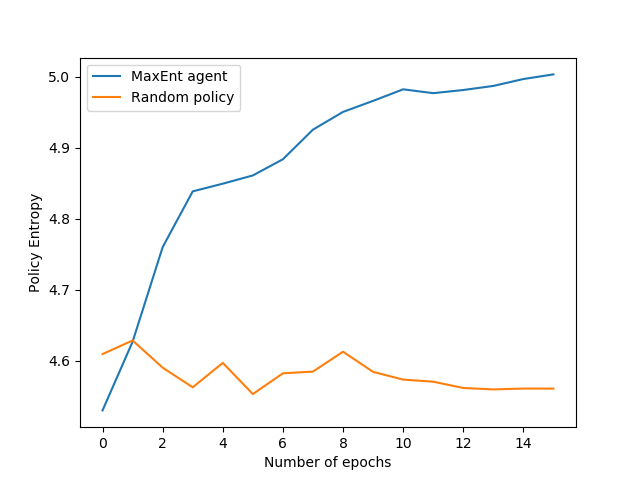 MaxEnt agent
Random policy
5.0
4.9
4.8
4.7
4.6
Policy Entropy
0 2 4 6 8 10 12 14
Number of epochs